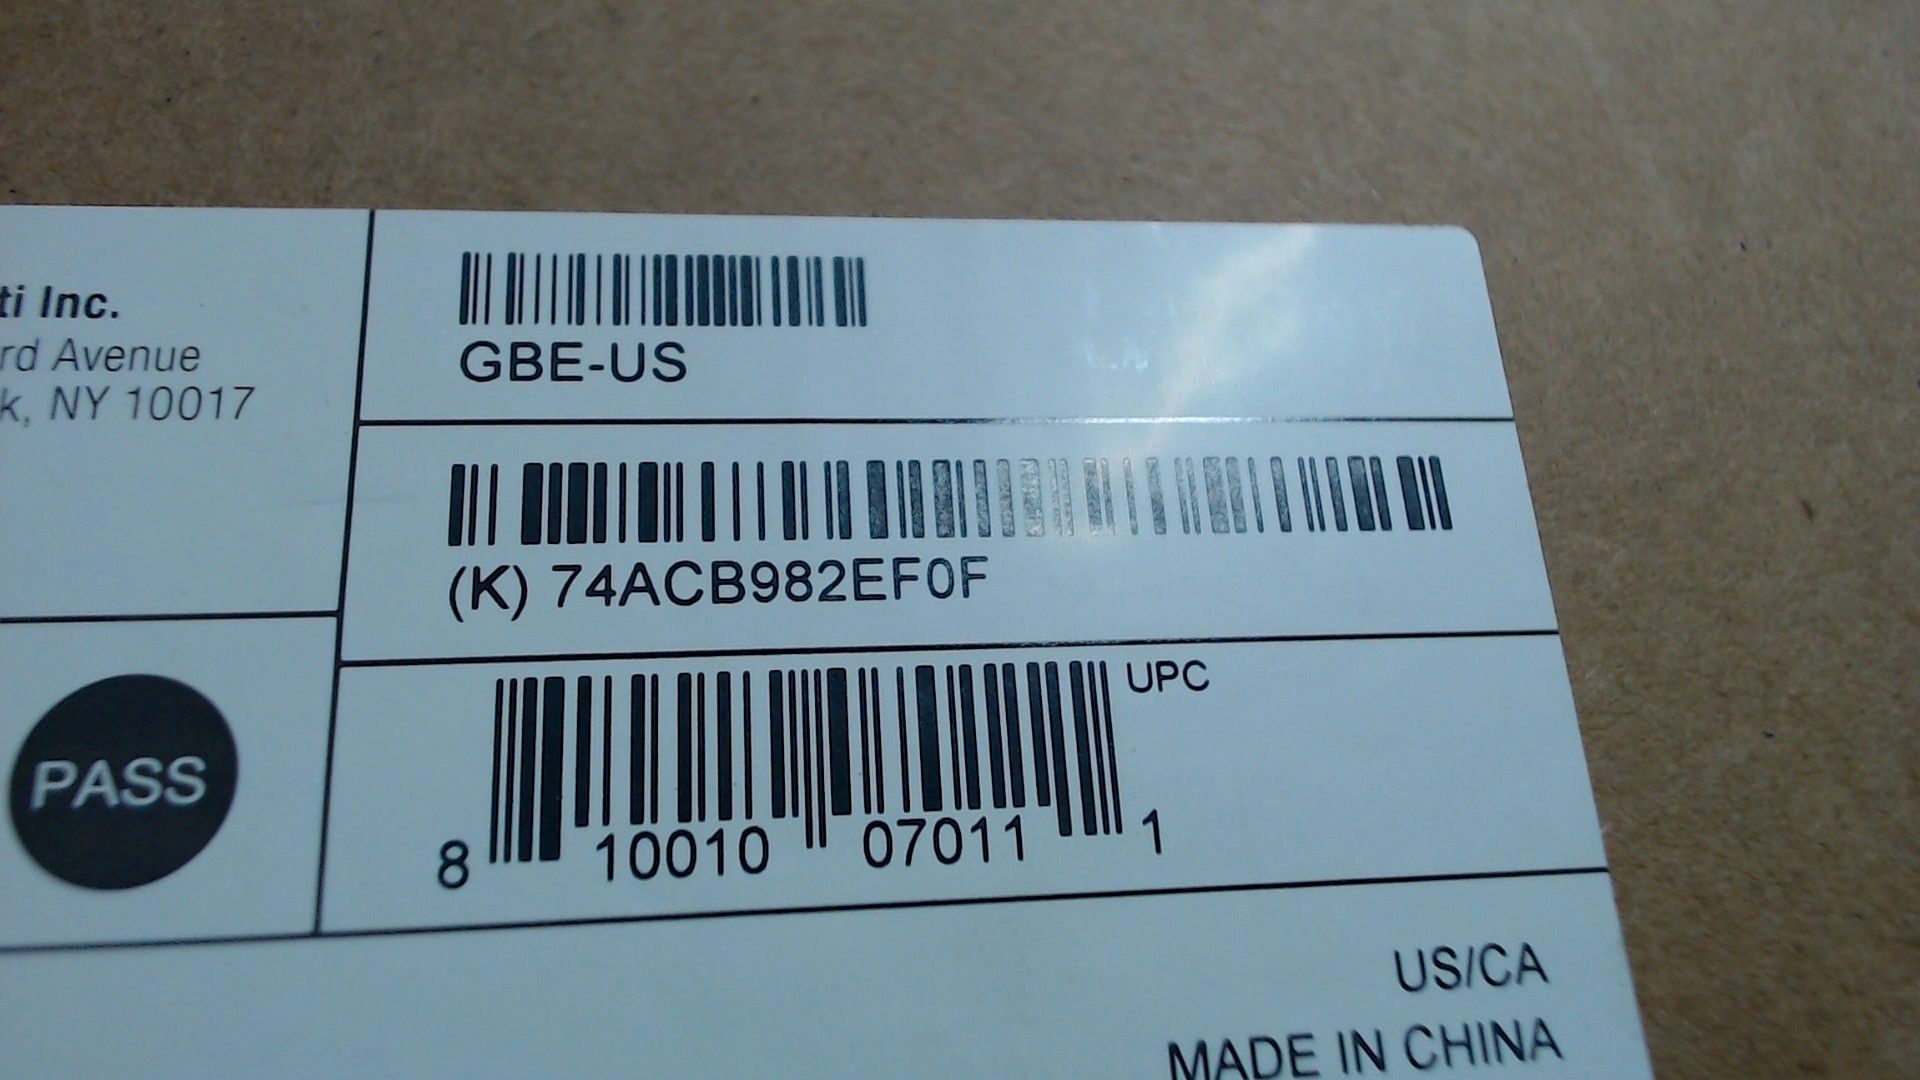 ti Inc.
rd Avenue
k, NY 10017
GBE-US
(K) 74ACB982EF0F
PASS
UPC
8 10010 07011 1
US/CA
MADE IN CHINA